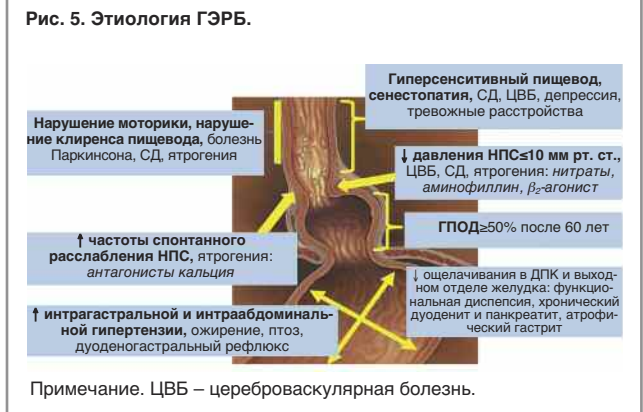 Рис. 5. Этиология ГЭРБ.
Гиперсенситивный пищевод,
сенестопатия, СД, ЦВБ, депрессия,
тревожные расстройства
Нарушение моторики, наруше-
ние клиренса пищевода, болезнь
Паркинсона, СД, ятрогения
↓ давления НПС≤10 мм рт. ст.,
ЦВБ, СД, ятрогения: нитраты,
аминофиллин, β2-агонист
ГПОД≥50% после 60 лет
↑ частоты спонтанного
расслабления НПС, ятрогения:
антагонисты кальция
↓ ощелачивания в ДПК и выход-
ном отделе желудка: функцио-
нальная диспепсия, хронический
дуоденит и панкреатит, атрофи-
ческий гастрит
↑ интрагастральной и интраабдоминаль-
ной гипертензии, ожирение, птоз,
дуоденогастральный рефлюкс
Примечание. ЦВБ – цереброваскулярная болезнь.